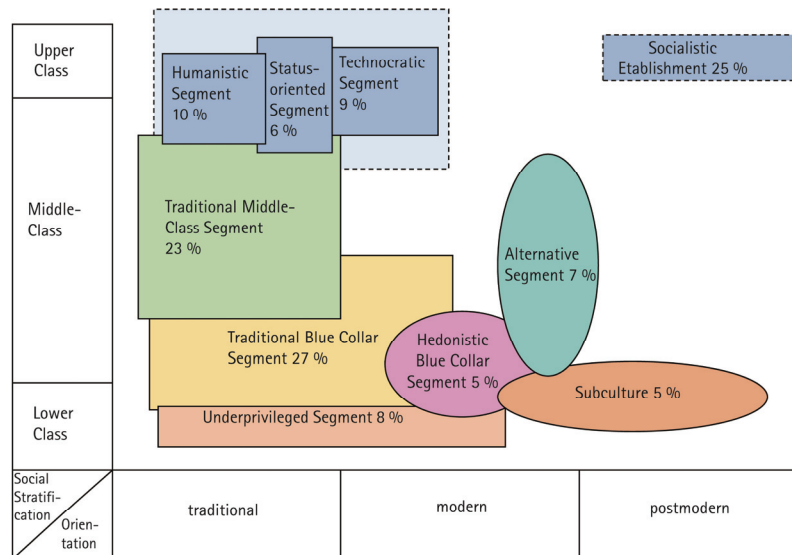 Upper
Class
Humanistic
Segment
10 %
Status-
oriented
Segment
6 %
Technocratic
Segment
9 %
Socialistic
Etablishment 25 %
Middle-
Class
Traditional Middle-
Class Segment
23 %
Alternative
Segment 7 %
Traditional Blue Collar
Segment 27 %
Hedonistic
Blue Collar
Segment 5 %
Subculture 5 %
Lower
Class
Underprivileged Segment 8 %
Social
Stratifi-
cation
Orien-
tation
traditional
modern
postmodern